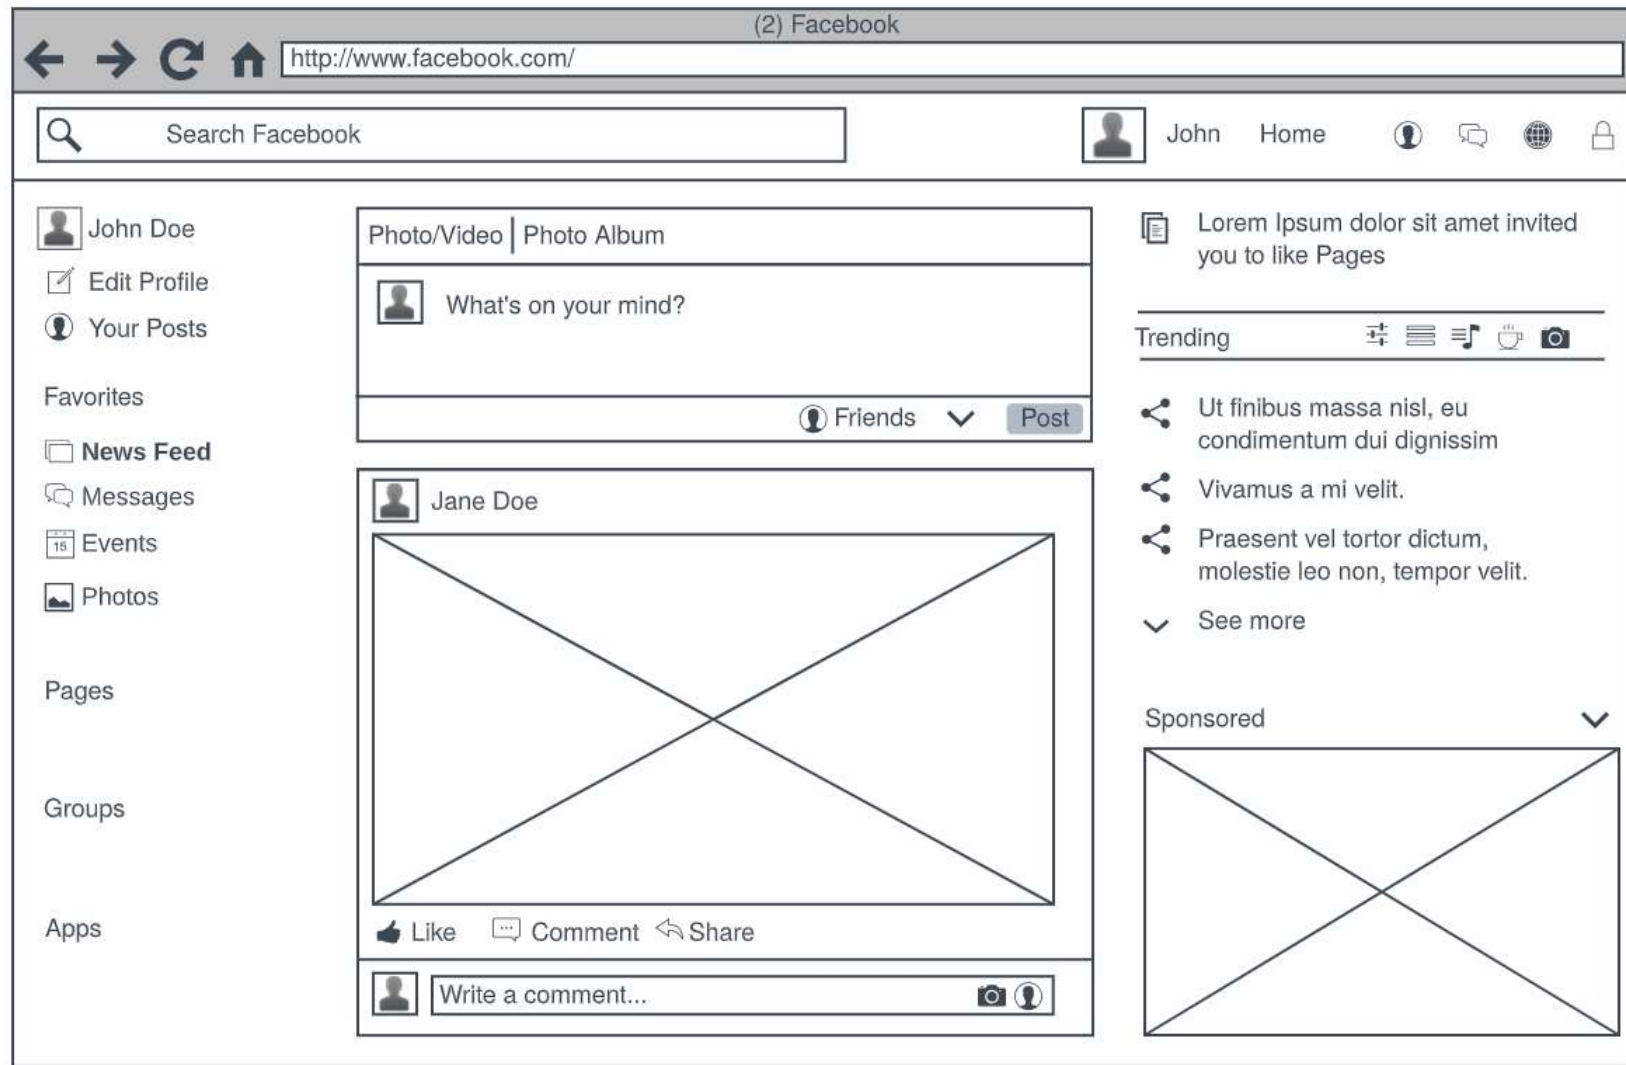 (2) Facebook
http://www.facebook.com/
Search Facebook
John Home
John Doe
Edit Profile
Your Posts
Favorites
News Feed
Messages
15 Events
Photos
Pages
Groups
Apps
Photo/Video | Photo Album
What's on your mind?
Friends Post
Jane Doe
Like Comment Share
Write a comment...
Lorem Ipsum dolor sit amet invited
you to like Pages
Trending
Ut finibus massa nisl, eu
condimentum dui dignissim
Vivamus a mi velit.
Praesent vel tortor dictum,
molestie leo non, tempor velit.
See more
Sponsored